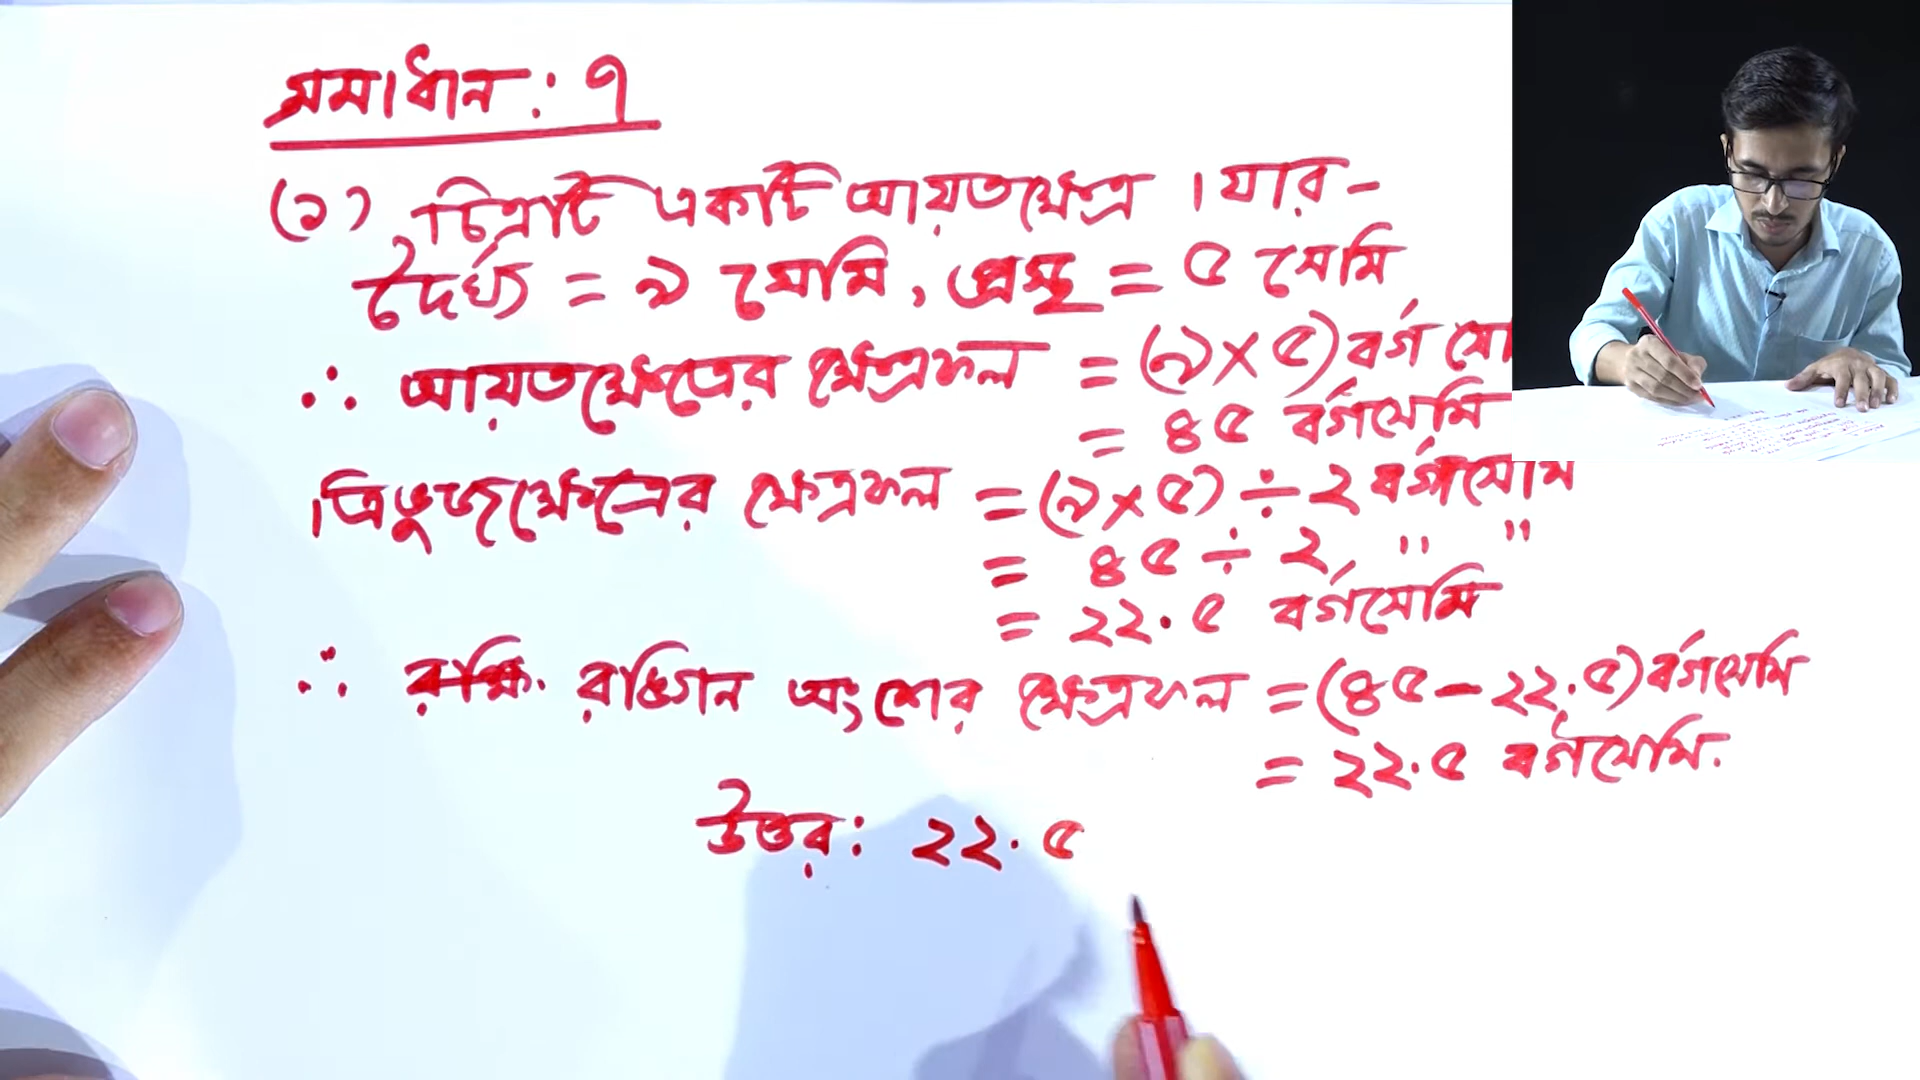 সমাধান: ৭
(১) চিত্রটি একটি আয়তক্ষেত্র । যার -
দৈর্ঘ্য = ৯ সেমি, প্রস্থ = ৫ সেমি
∴ আয়তক্ষেত্রের ক্ষেত্রফল = (৯ × ৫) বর্গ সে
= ৪৫ বর্গসেমি
ত্রিভুজক্ষেত্রের ক্ষেত্রফল = (৯ × ৫) ÷ ২ বর্গসেমি
= ৪৫ ÷ ২ " "
= ২২.৫ বর্গসেমি
∴ রঙ্গিন অংশের ক্ষেত্রফল = (৪৫ - ২২.৫) বর্গসেমি
= ২২.৫ বর্গসেমি.
উত্তর: ২২.৫